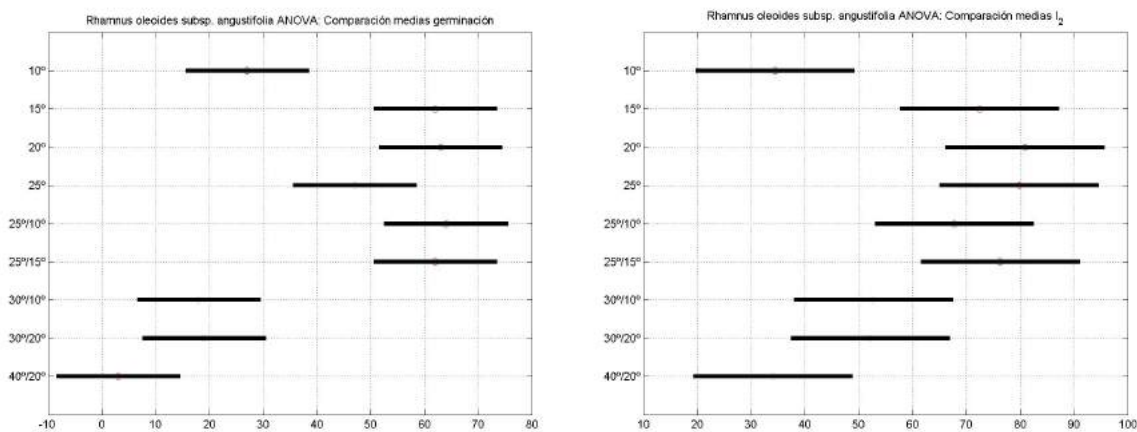 Rhamnus oleoides subsp. angustifolia ANOVA: Comparación medias germinación
10º
15º
20º
25º
25º/10º
25º/15º
30º/10º
30º/20º
40º/20º
-10 0 10 20 30 40 50 60 70 80
Rhamnus oleoides subsp. angustifolia ANOVA: Comparación medias I2
10º
15º
20º
25º
25º/10º
25º/15º
30º/10º
30º/20º
40º/20º
10 20 30 40 50 60 70 80 90 100